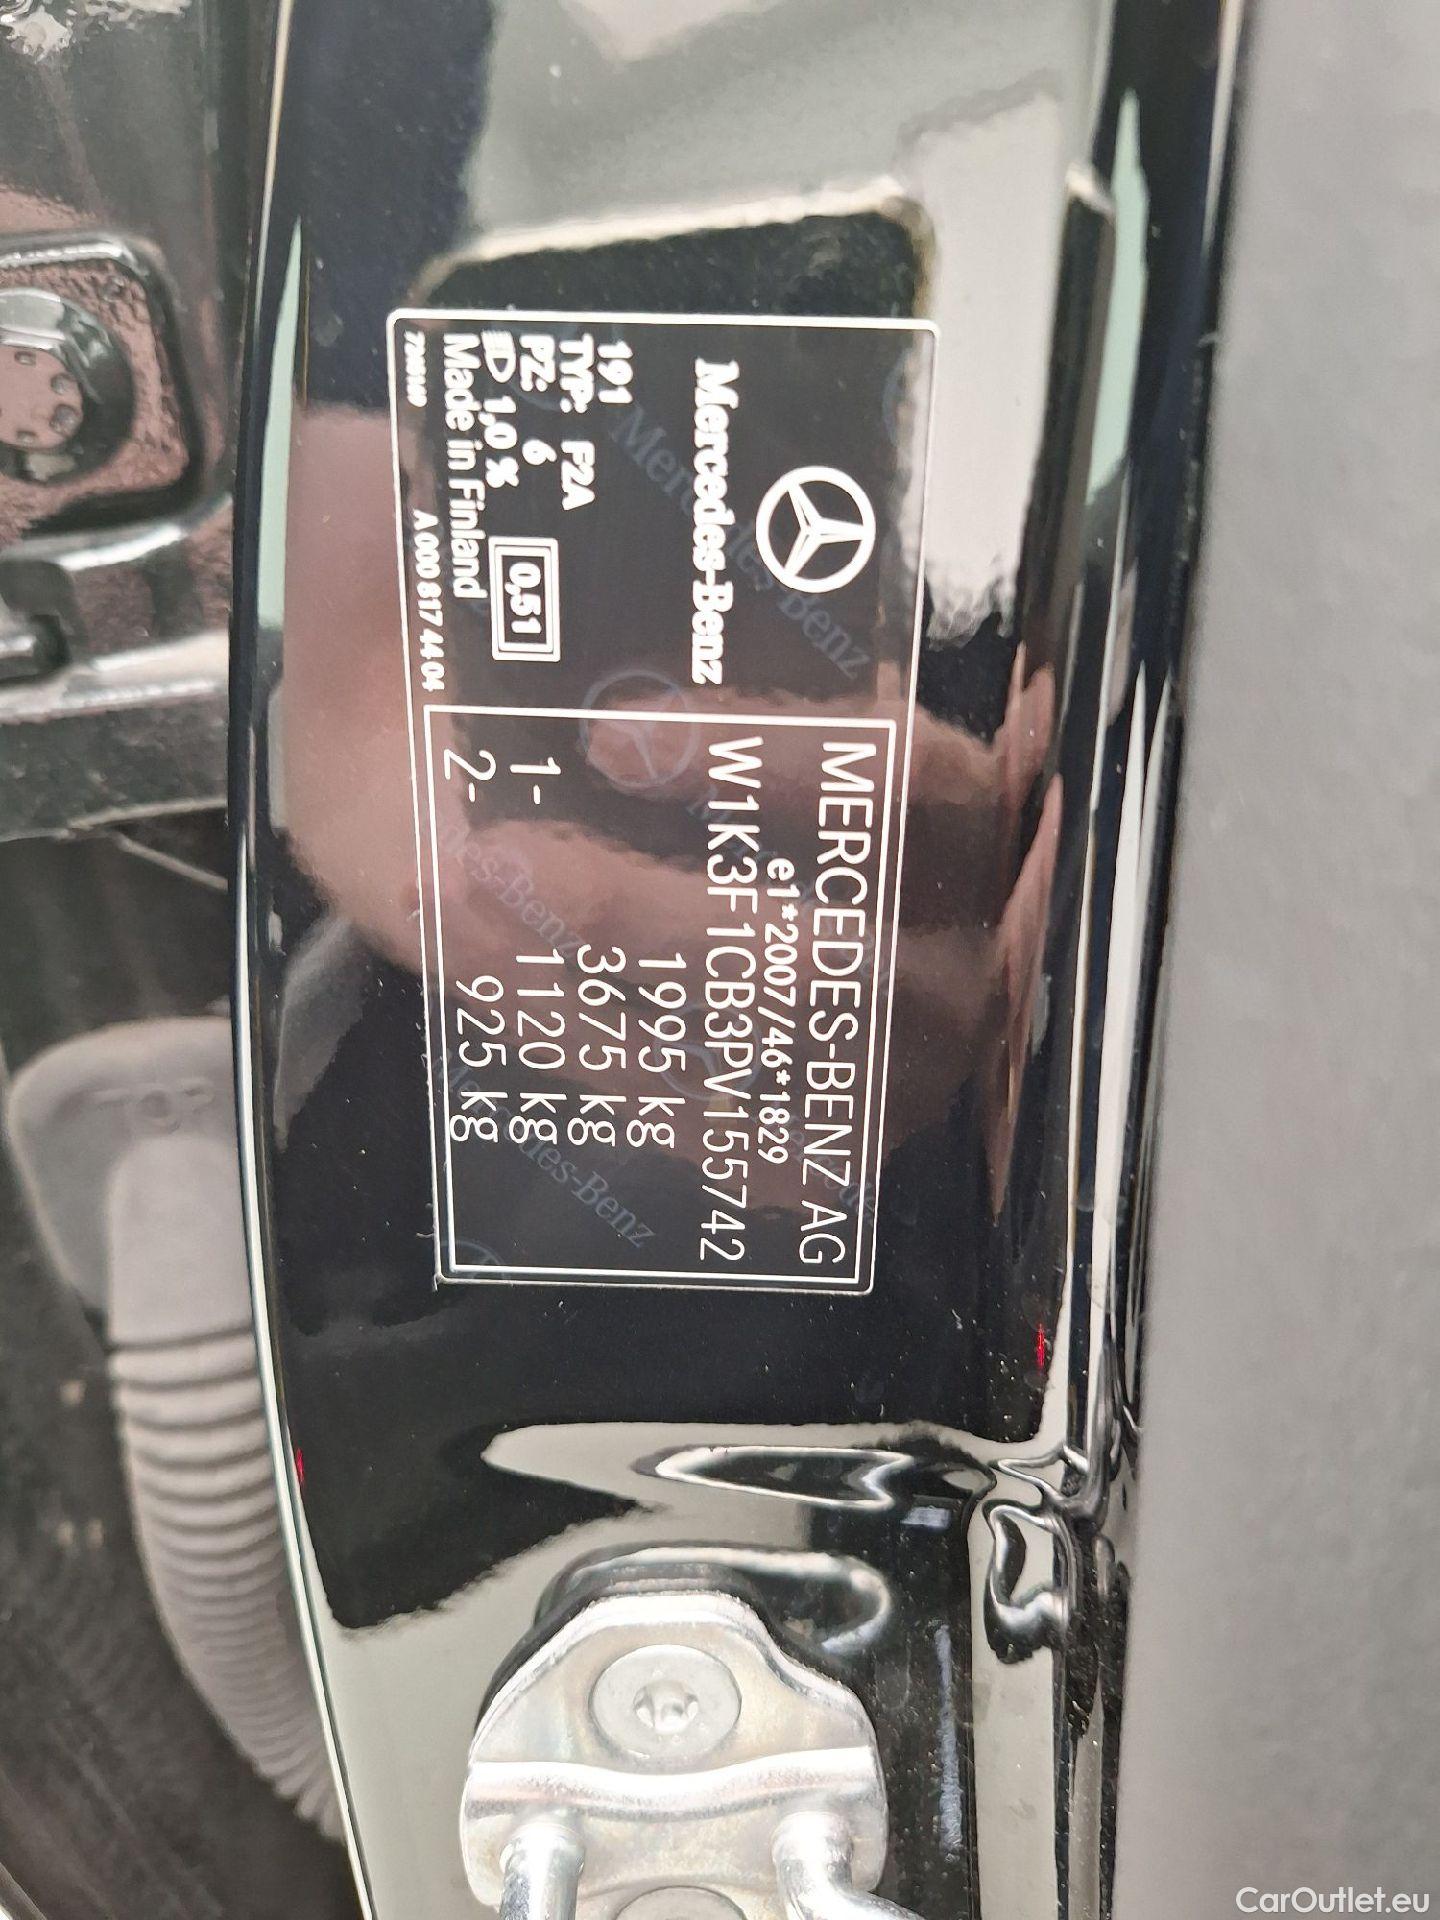 Mercedes-Benz
191
TYP: F2A
PZ: 6
1,0 %
0,51
Made in Finland
A 000 817 44 04
MERCEDES-BENZ AG
e1*2007/46*1829
W1K3F1CB3PV155742
1995 kg
3675 kg
1- 1120 kg
2- 925 kg
CarOutlet.eu